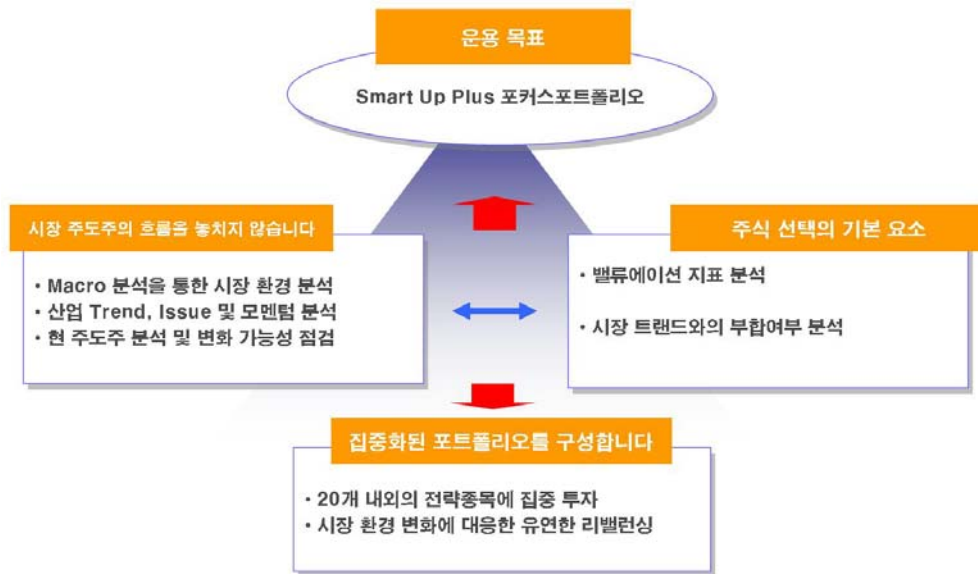 운용 목표
Smart Up Plus 포커스포트폴리오
시장 주도주의 흐름을 놓치지 않습니다
• Macro 분석을 통한 시장 환경 분석
• 산업 Trend, Issue 및 모멘텀 분석
• 현 주도주 분석 및 변화 가능성 점검
주식 선택의 기본 요소
• 밸류에이션 지표 분석
• 시장 트랜드와의 부합여부 분석
집중화된 포트폴리오를 구성합니다
• 20개 내외의 전략종목에 집중 투자
• 시장 환경 변화에 대응한 유연한 리밸런싱